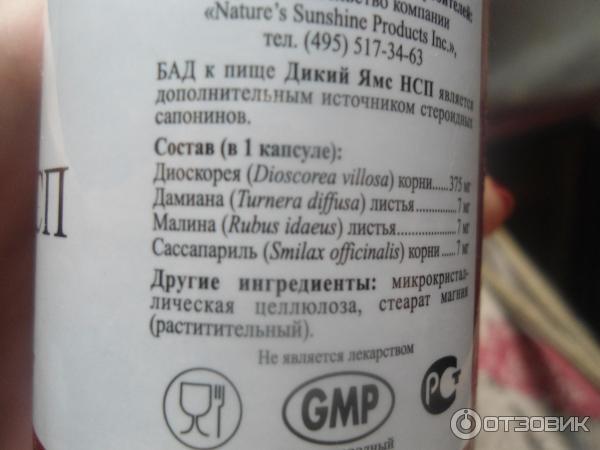 «Nature's Sunshine Products Inc.»,
тел. (495) 517-34-63
БАД к пище Дикий Ямс НСП является
дополнительным источником стероидных
сапонинов.
Состав (в 1 капсуле):
Диоскорея (Dioscorea villosa) корни......375 мг
Дамиана (Turnera diffusa) листья..........7 мг
Малина (Rubus idaeus) листья.............7 мг
Сассапариль (Smilax officinalis) корни....7 мг
Другие ингредиенты: микрокристал-
лическая целлюлоза, стеарат магния
(раститительный).
Не является лекарством
СП
GMP
РСТ
ОТЗОВИК